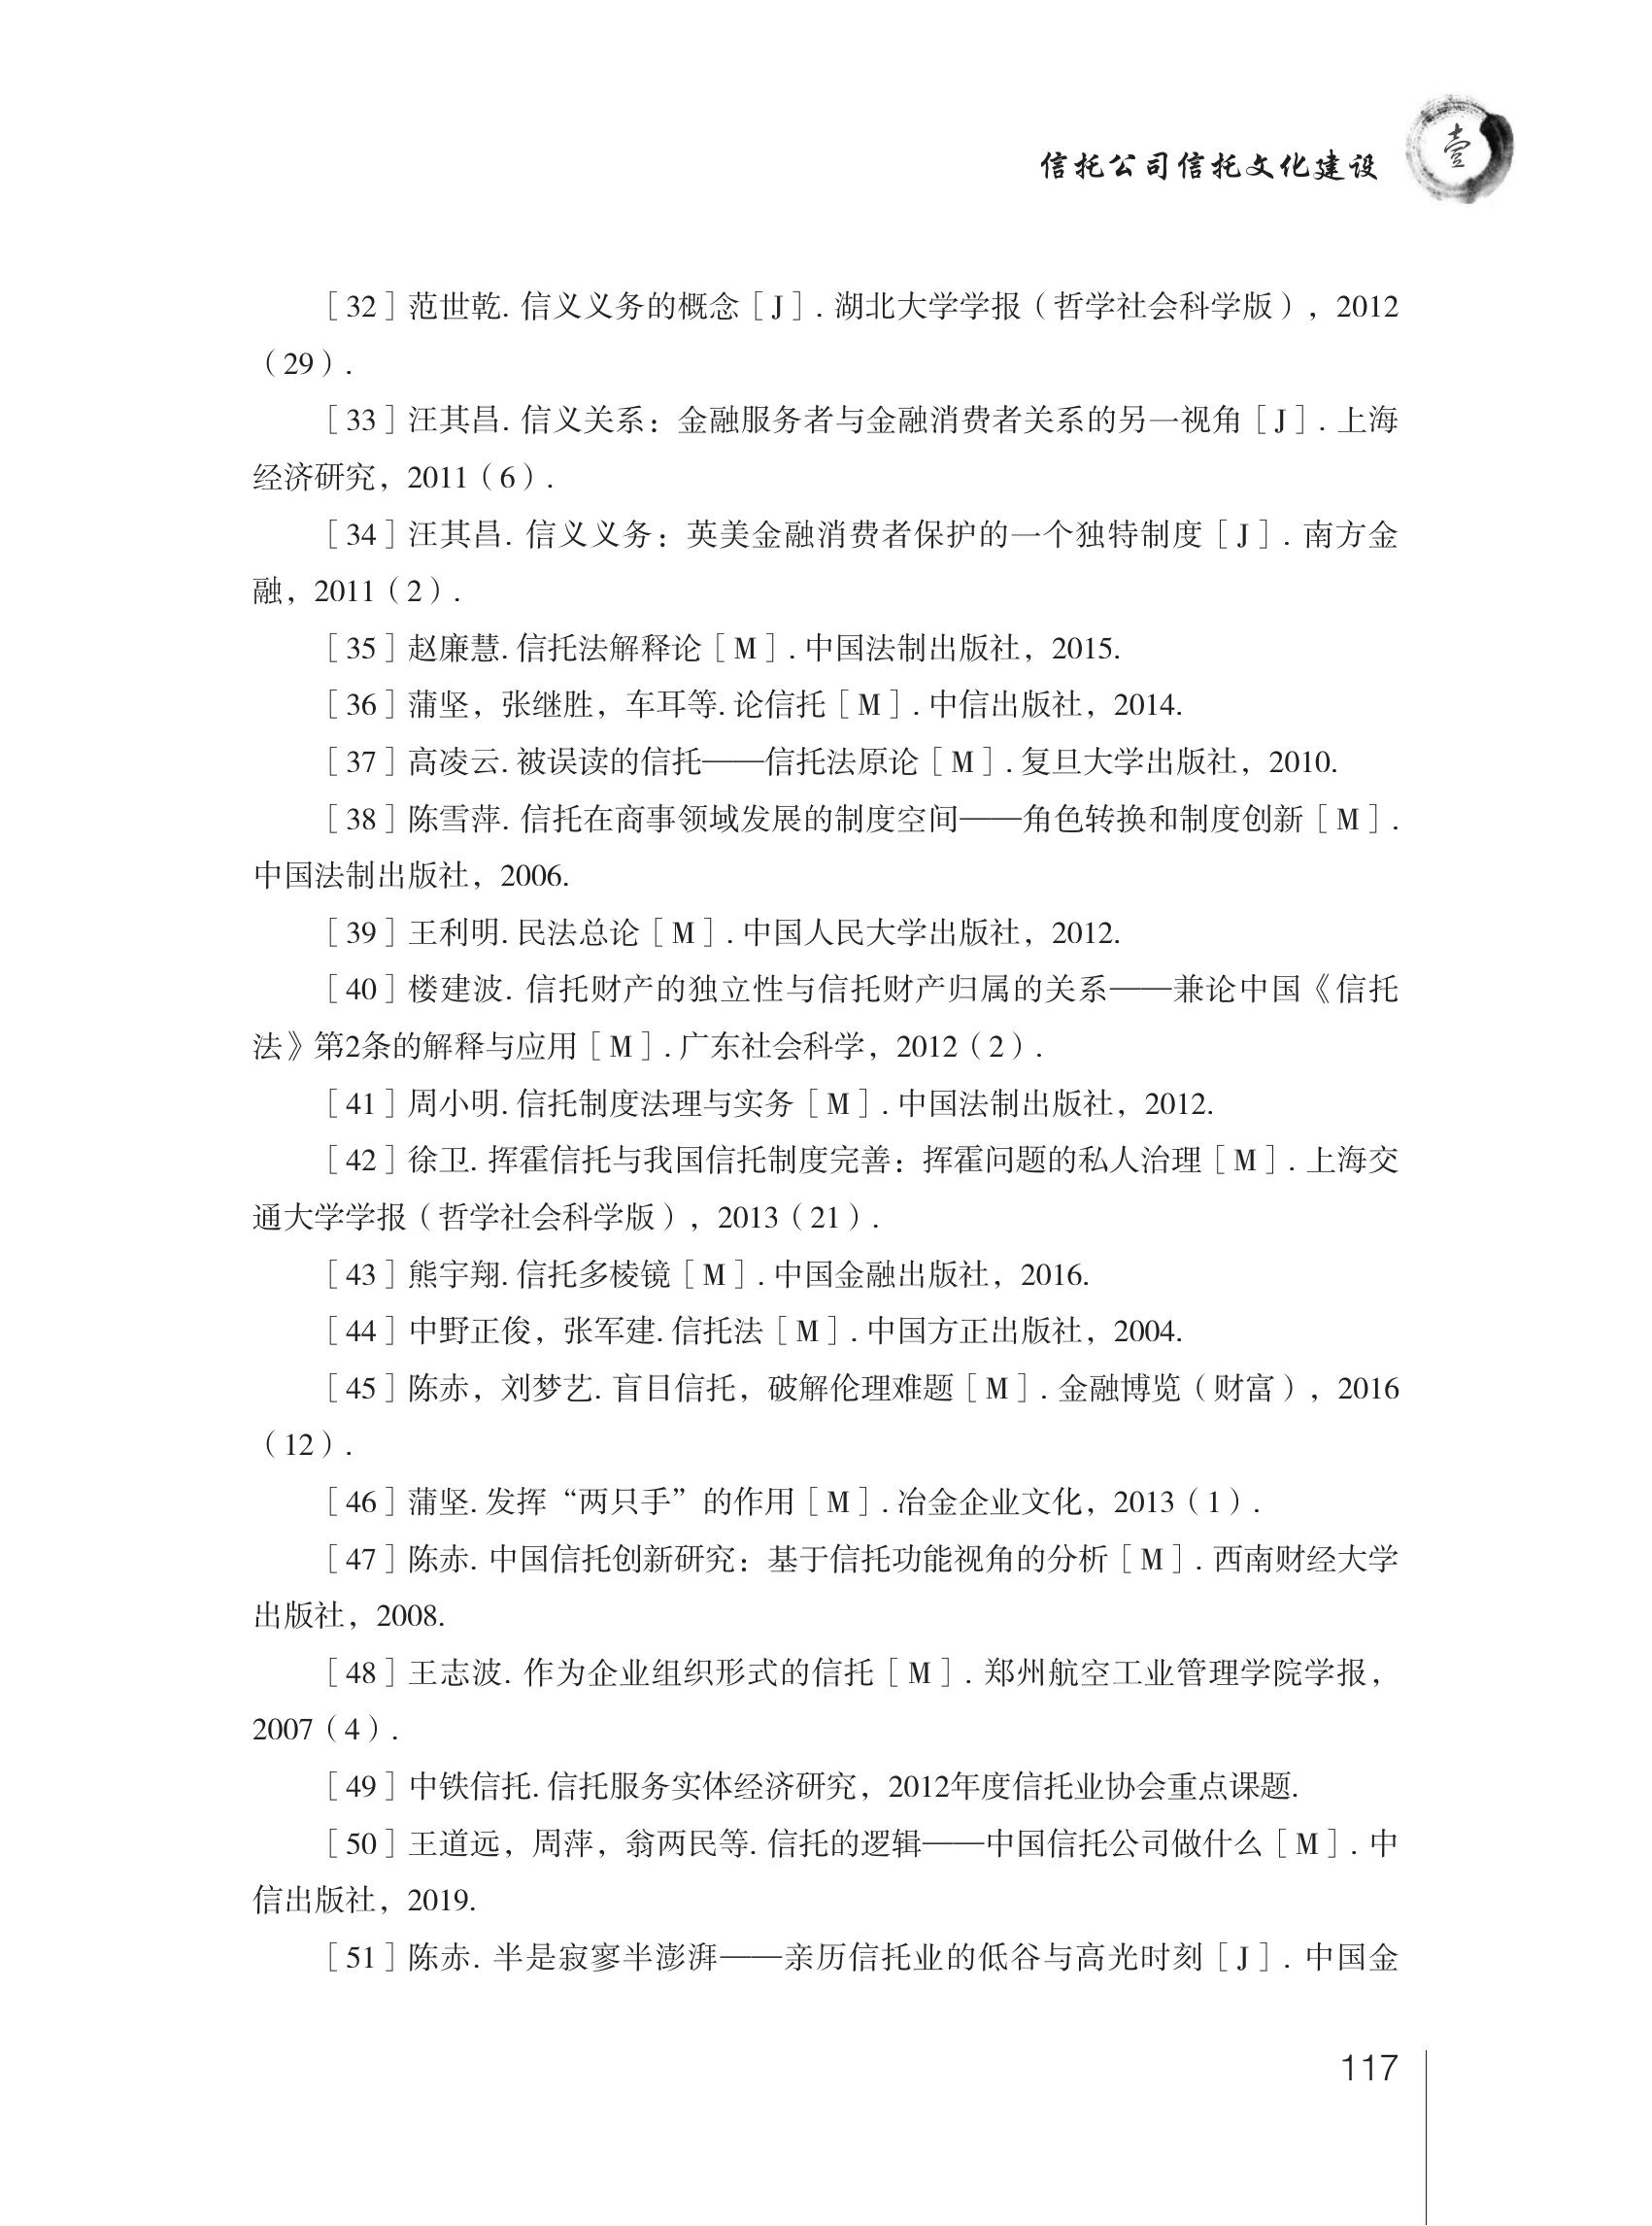 信托公司信托文化建设
壹
［32］范世乾. 信义义务的概念［J］. 湖北大学学报（哲学社会科学版），2012
（29）.
［33］汪其昌. 信义关系：金融服务者与金融消费者关系的另一视角［J］. 上海
经济研究，2011（6）.
［34］汪其昌. 信义义务：英美金融消费者保护的一个独特制度［J］. 南方金
融，2011（2）.
［35］赵廉慧. 信托法解释论［M］. 中国法制出版社，2015.
［36］蒲坚，张继胜，车耳等. 论信托［M］. 中信出版社，2014.
［37］高凌云. 被误读的信托——信托法原论［M］. 复旦大学出版社，2010.
［38］陈雪萍. 信托在商事领域发展的制度空间——角色转换和制度创新［M］.
中国法制出版社，2006.
［39］王利明. 民法总论［M］. 中国人民大学出版社，2012.
［40］楼建波. 信托财产的独立性与信托财产归属的关系——兼论中国《信托
法》第2条的解释与应用［M］. 广东社会科学，2012（2）.
［41］周小明. 信托制度法理与实务［M］. 中国法制出版社，2012.
［42］徐卫. 挥霍信托与我国信托制度完善：挥霍问题的私人治理［M］. 上海交
通大学学报（哲学社会科学版），2013（21）.
［43］熊宇翔. 信托多棱镜［M］. 中国金融出版社，2016.
［44］中野正俊，张军建. 信托法［M］. 中国方正出版社，2004.
［45］陈赤，刘梦艺. 盲目信托，破解伦理难题［M］. 金融博览（财富），2016
（12）.
［46］蒲坚. 发挥“两只手”的作用［M］. 冶金企业文化，2013（1）.
［47］陈赤. 中国信托创新研究：基于信托功能视角的分析［M］. 西南财经大学
出版社，2008.
［48］王志波. 作为企业组织形式的信托［M］. 郑州航空工业管理学院学报，
2007（4）.
［49］中铁信托. 信托服务实体经济研究，2012年度信托业协会重点课题.
［50］王道远，周萍，翁两民等. 信托的逻辑——中国信托公司做什么［M］. 中
信出版社，2019.
［51］陈赤. 半是寂寥半澎湃——亲历信托业的低谷与高光时刻［J］. 中国金
117